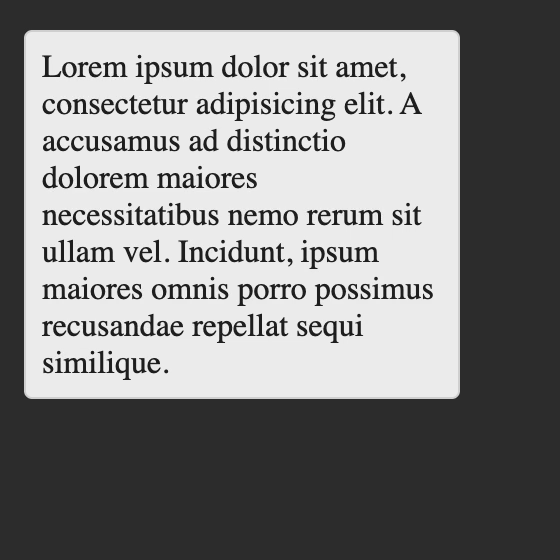 Lorem ipsum dolor sit amet,
consectetur adipisicing elit. A
accusamus ad distinctio
dolorem maiores
necessitatibus nemo rerum sit
ullam vel. Incidunt, ipsum
maiores omnis porro possimus
recusandae repellat sequi
similique.